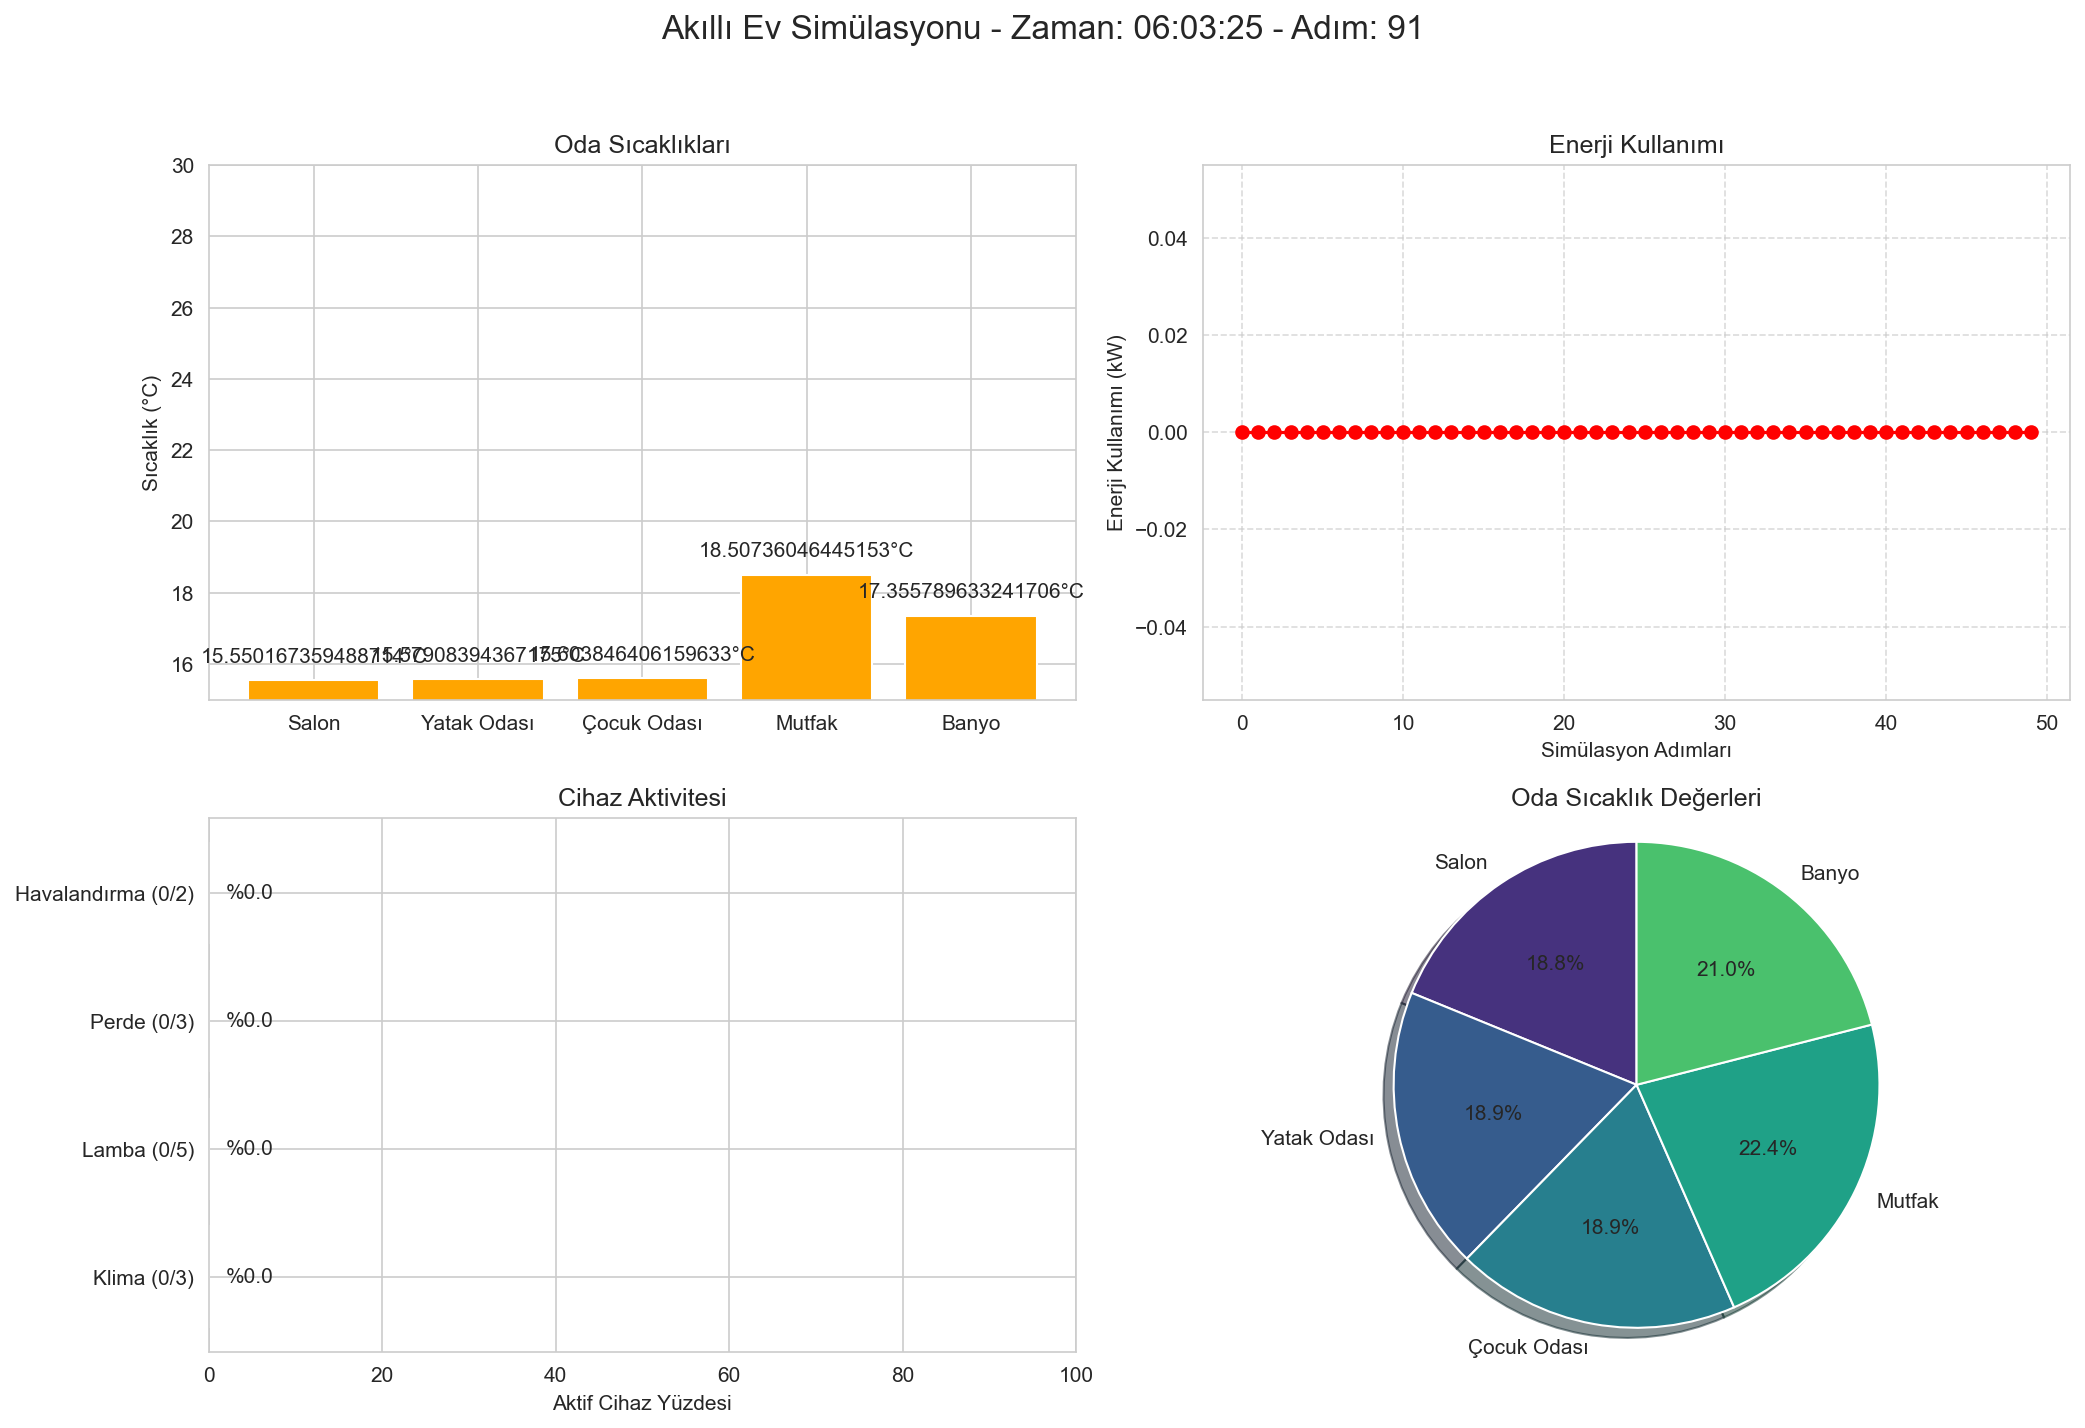 Akıllı Ev Simülasyonu - Zaman: 06:03:25 - Adım: 91
Oda Sıcaklıkları
Sıcaklık (°C)
30
28
26
24
22
20
18
16
18.50736046445153°C
17.355789633241706°C
15.603846406159633°C
Salon
Yatak Odası
Çocuk Odası
Mutfak
Banyo
Enerji Kullanımı
Enerji Kullanımı (kW)
0.04
0.02
0.00
−0.02
−0.04
0
10
20
30
40
50
Simülasyon Adımları
Cihaz Aktivitesi
Havalandırma (0/2)
%0.0
Perde (0/3)
%0.0
Lamba (0/5)
%0.0
Klima (0/3)
%0.0
0
20
40
60
80
100
Aktif Cihaz Yüzdesi
Oda Sıcaklık Değerleri
Salon
18.8%
Banyo
21.0%
Yatak Odası
18.9%
Mutfak
22.4%
Çocuk Odası
18.9%